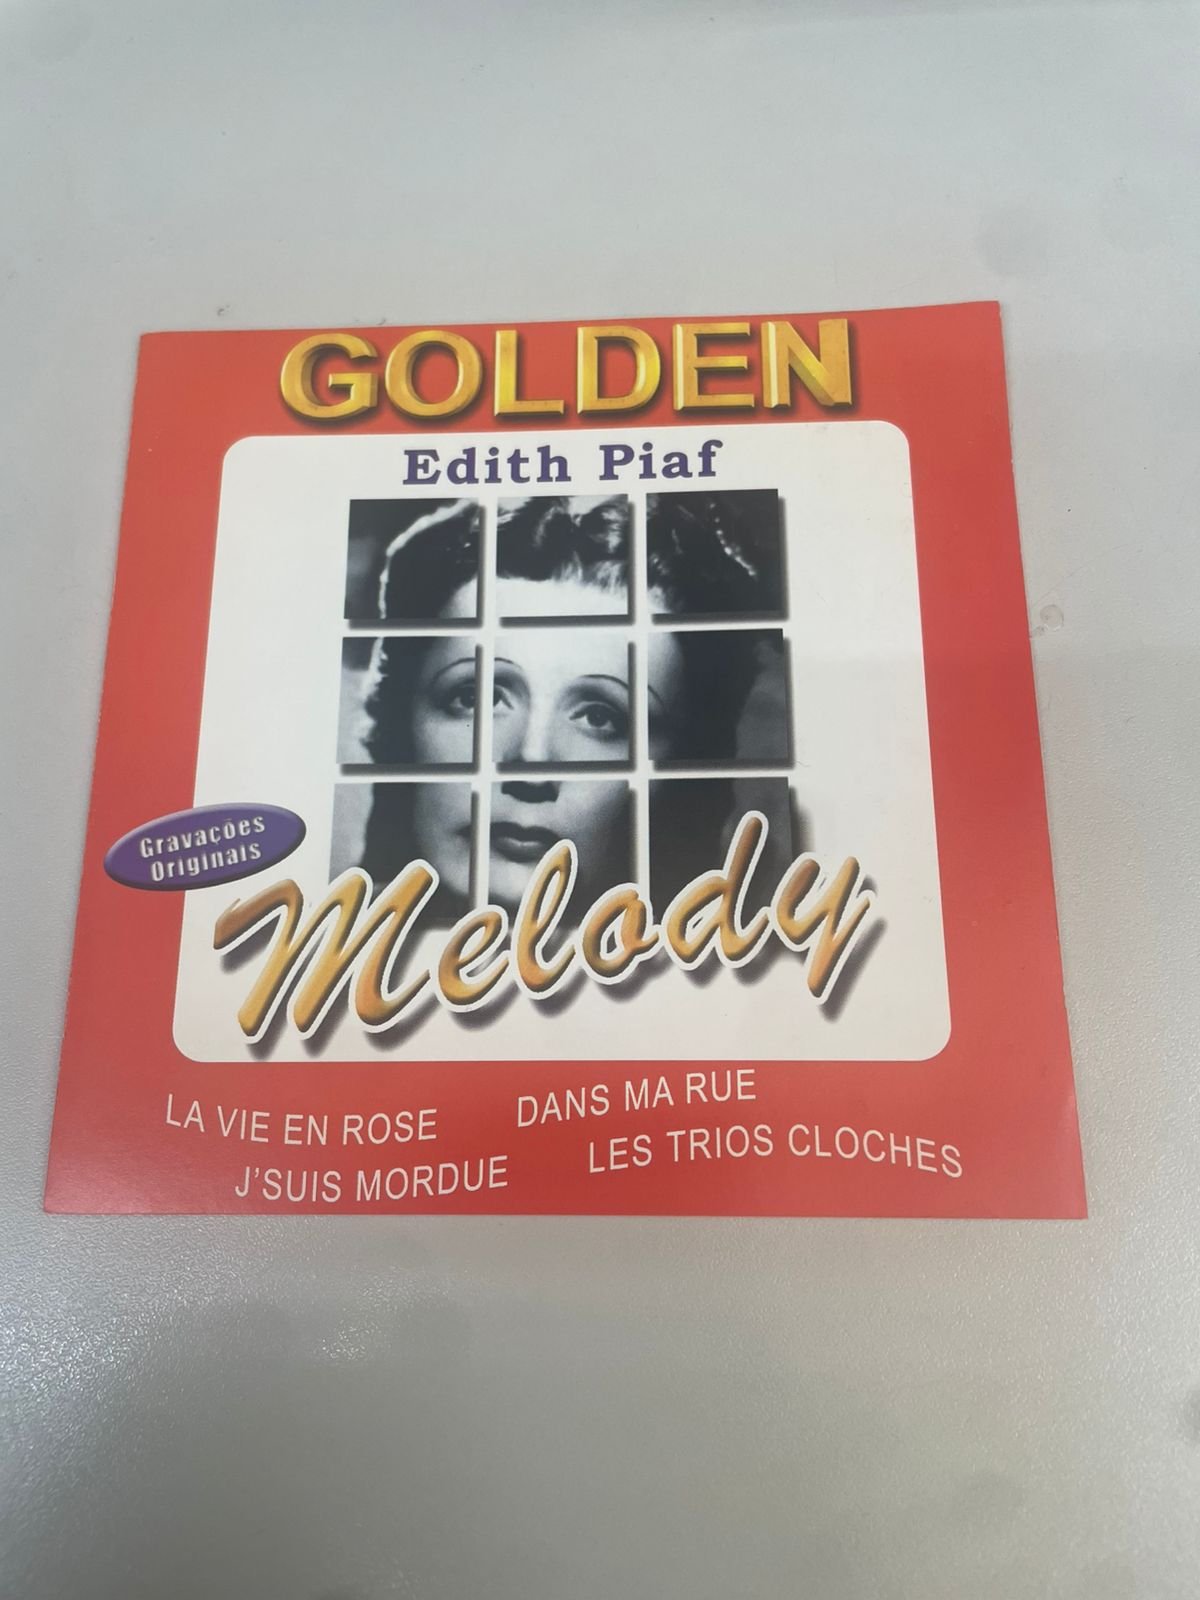 GOLDEN
Edith Piaf
Gravações
Originais
Melody
LA VIE EN ROSE
DANS MA RUE
J'SUIS MORDUE
LES TRIOS CLOCHES